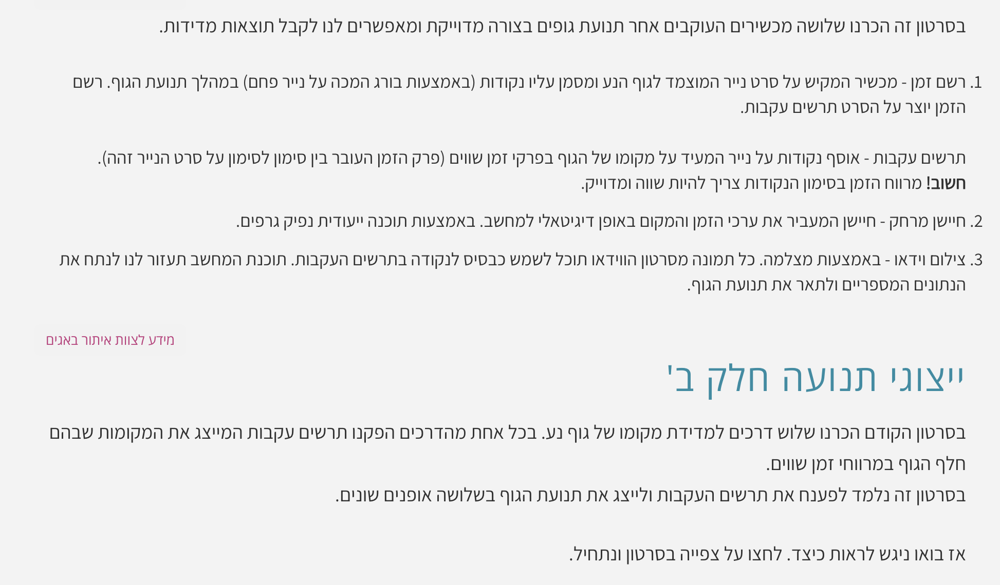 בסרטון זה הכרנו שלושה מכשירים העוקבים אחר תנועת גופים בצורה מדוייקת ומאפשרים לנו לקבל תוצאות מדידות.
1. רשם זמן - מכשיר המקיש על סרט נייר המוצמד לגוף הנע ומסמן עליו נקודות (באמצעות בורג המכה על נייר פחם) במהלך תנועת הגוף. רשם
הזמן יוצר על הסרט תרשים עקבות.
תרשים עקבות - אוסף נקודות על נייר המעיד על מקומו של הגוף בפרקי זמן שווים (פרק הזמן העובר בין סימון לסימון על סרט הנייר זהה).
חשוב! מרווח הזמן בסימון הנקודות צריך להיות שווה ומדוייק.
2. חיישן מרחק - חיישן המעביר את ערכי הזמן והמקום באופן דיגיטאלי למחשב. באמצעות תוכנה ייעודית נפיק גרפים.
3. צילום וידאו - באמצעות מצלמה. כל תמונה מסרטון הווידאו תוכל לשמש כבסיס לנקודה בתרשים העקבות. תוכנת המחשב תעזור לנו לנתח את
הנתונים המספריים ולתאר את תנועת הגוף.
מידע לצוות איתור באגים
ייצוגי תנועה חלק ב'
בסרטון הקודם הכרנו שלוש דרכים למדידת מקומו של גוף נע. בכל אחת מהדרכים הפקנו תרשים עקבות המייצג את המקומות שבהם
חלף הגוף במרווחי זמן שווים.
בסרטון זה נלמד לפענח את תרשים העקבות ולייצג את תנועת הגוף בשלושה אופנים שונים.
אז בואו ניגש לראות כיצד. לחצו על צפייה בסרטון ונתחיל.